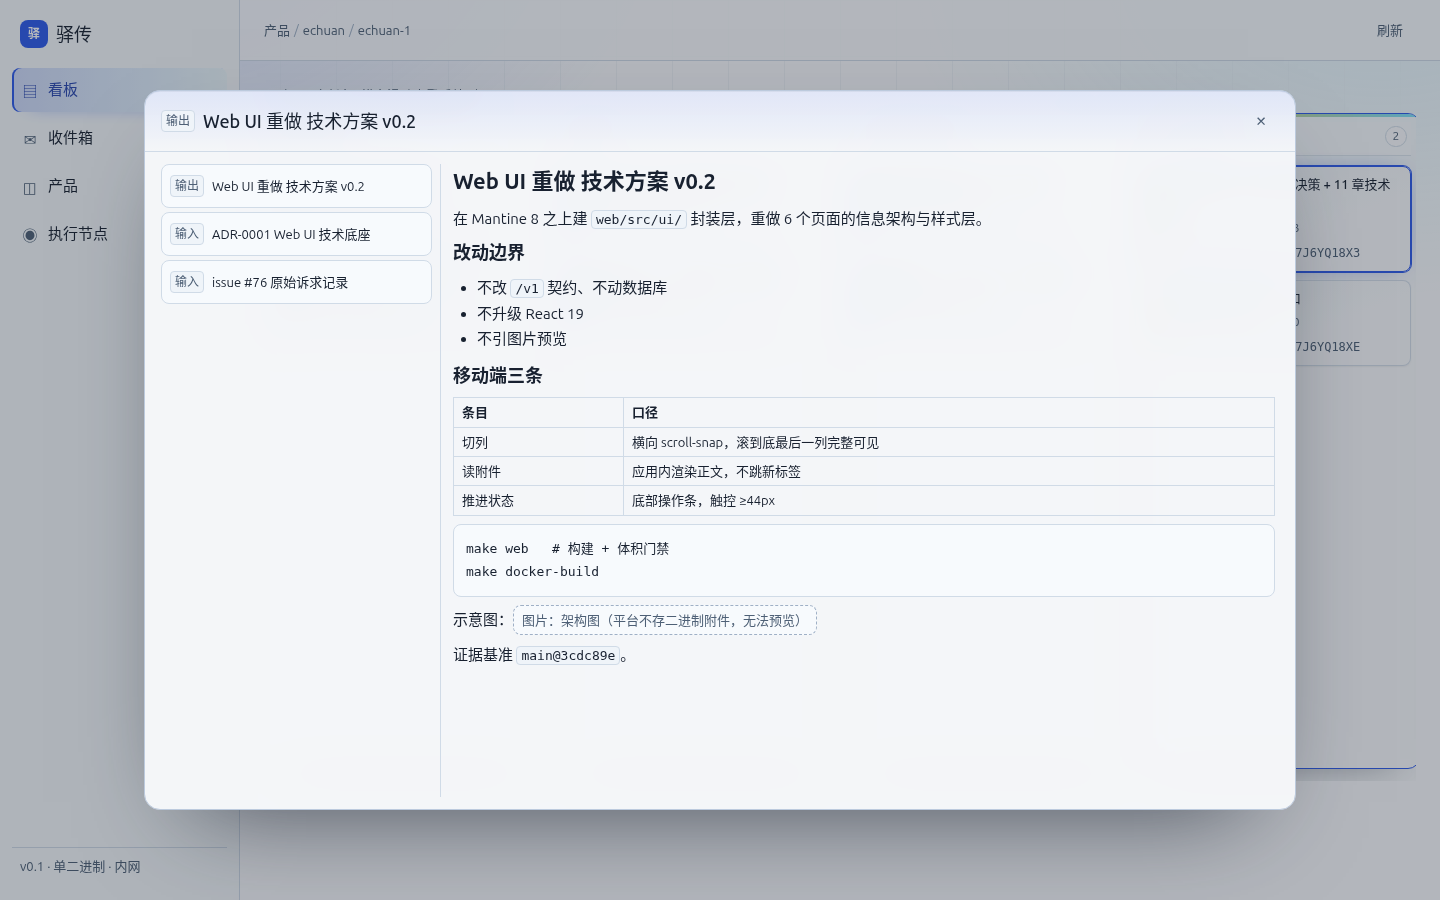 驿 驿传
产品 / echuan / echuan-1
刷新
看板
收件箱
产品
执行节点
v0.1 · 单二进制 · 内网
输出 Web UI 重做 技术方案 v0.2
×
输出 Web UI 重做 技术方案 v0.2
输入 ADR-0001 Web UI 技术底座
输入 issue #76 原始诉求记录
Web UI 重做 技术方案 v0.2
在 Mantine 8 之上建 web/src/ui/ 封装层，重做 6 个页面的信息架构与样式层。
改动边界
不改 /v1 契约、不动数据库
不升级 React 19
不引图片预览
移动端三条
条目 口径
切列 横向 scroll-snap，滚到底最后一列完整可见
读附件 应用内渲染正文，不跳新标签
推进状态 底部操作条，触控 ≥44px
make web   # 构建 + 体积门禁
make docker-build
示意图： 图片：架构图（平台不存二进制附件，无法预览）
证据基准 main@3cdc89e。
2
决策 + 11 章技术
7J6YQ18X3
7J6YQ18XE